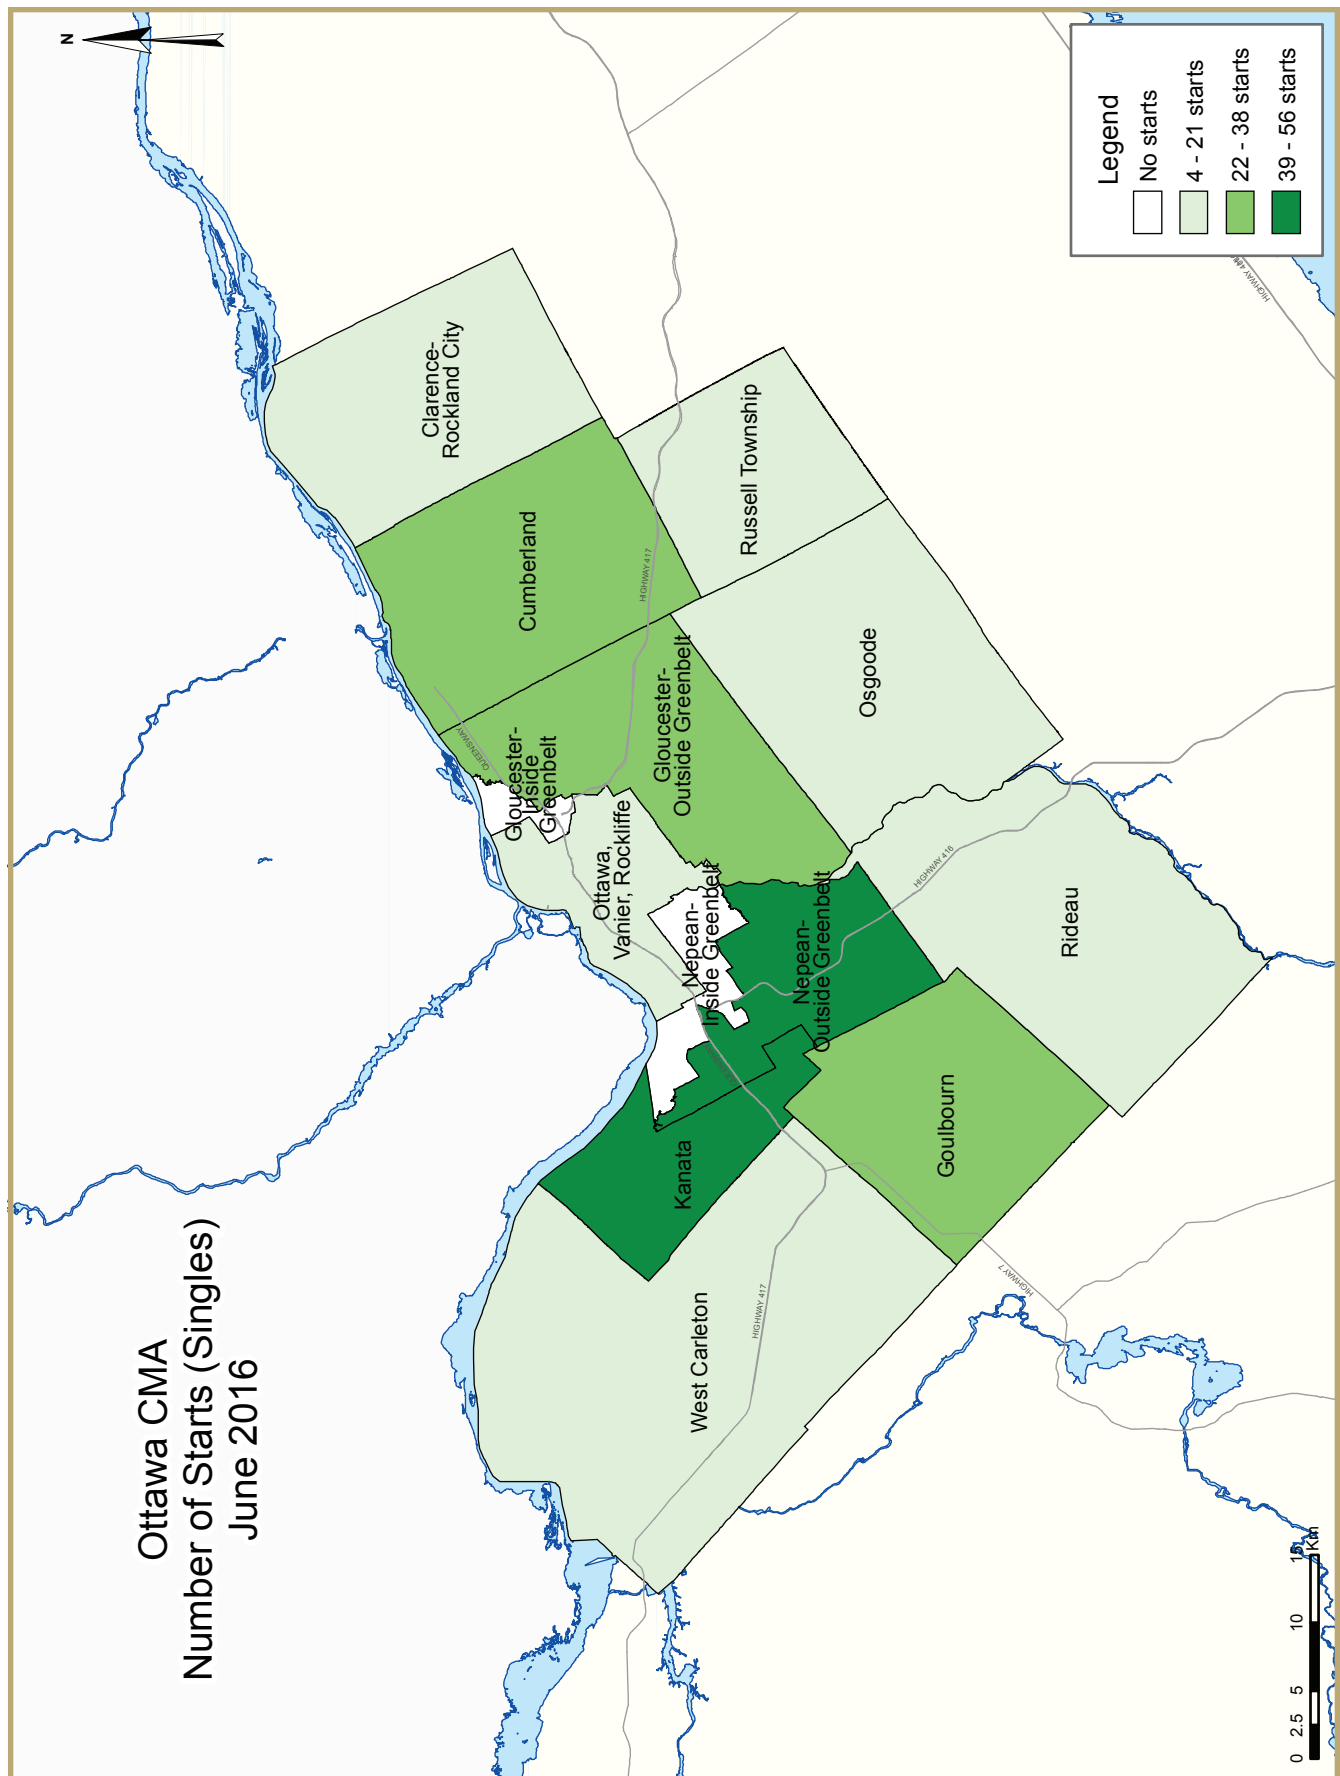 Ottawa CMA
Number of Starts (Singles)
June 2016
N
Legend
No starts
4 - 21 starts
22 - 38 starts
39 - 56 starts
West Carleton
Kanata
Goulbourn
Nepean-
Inside Greenbelt
Nepean-
Outside Greenbelt
Rideau
Ottawa,
Vanier, Rockliffe
Gloucester-
Inside
Greenbelt
Gloucester-
Outside Greenbelt
Osgoode
Cumberland
Clarence-
Rockland City
Russell Township
HIGHWAY 417
HIGHWAY 7
HIGHWAY 416
QUEENSWAY
HIGHWAY 417
0 2.5 5 10 15
Km